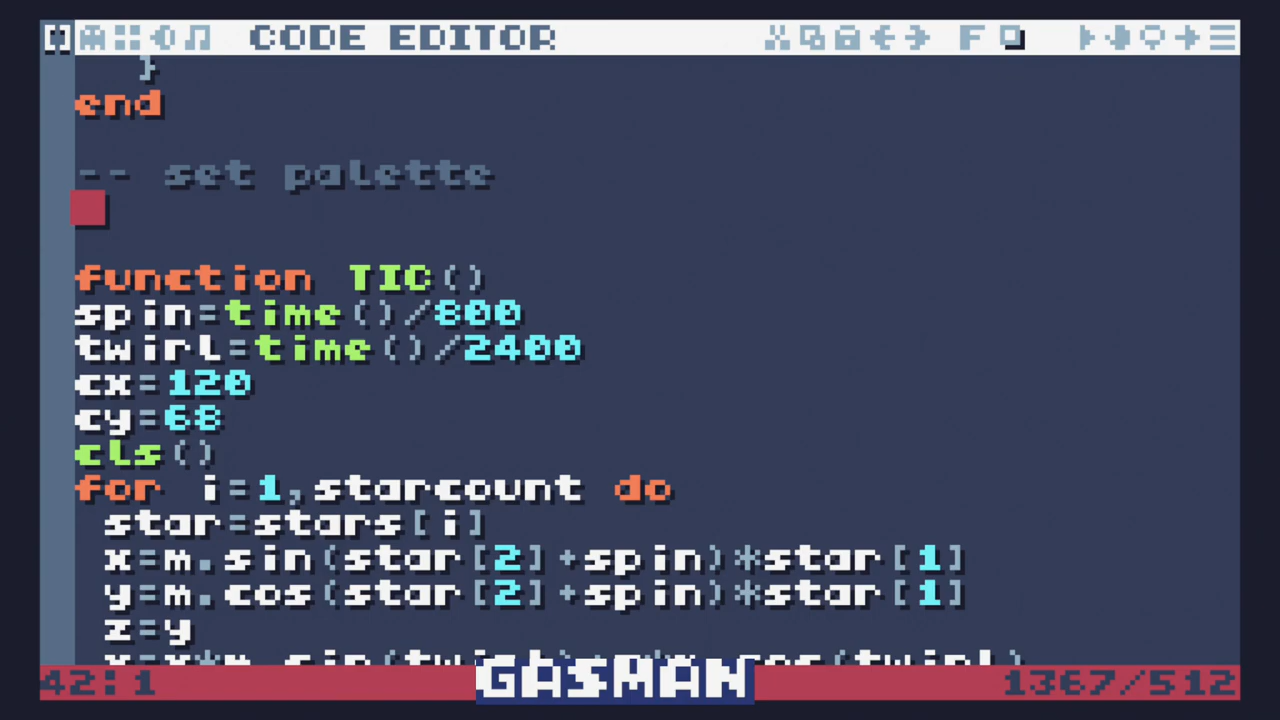 CODE EDITOR F
}
end
-- set palette
function TIC()
spin=time()/800
twirl=time()/2400
cx=120
cy=68
cls()
for i=1,starcount do
star=stars[i]
x=m.sin(star[2]+spin)*star[1]
y=m.cos(star[2]+spin)*star[1]
z=y
GASMAN
42:1
1367/512